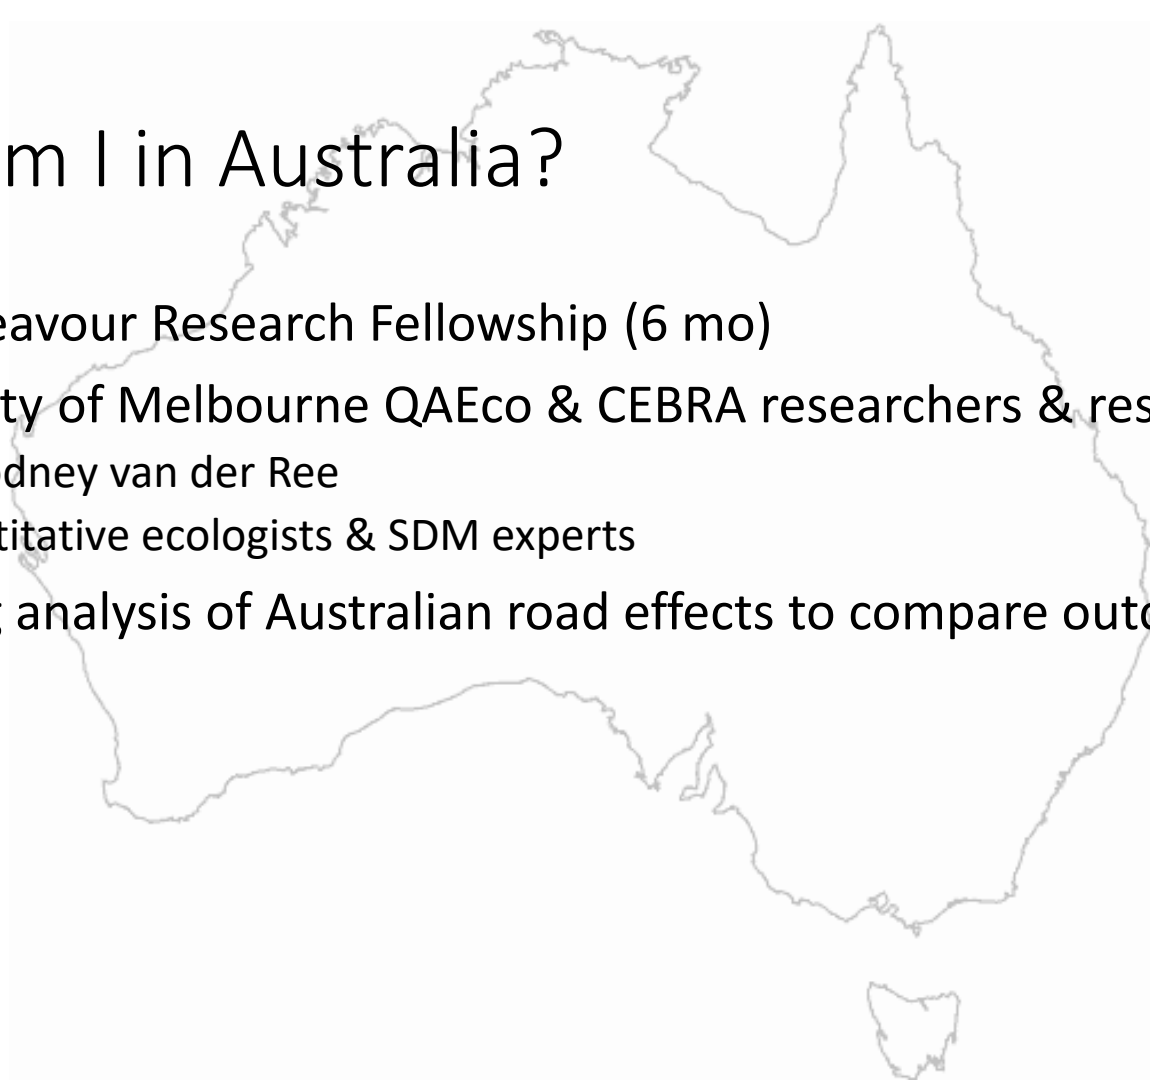 m I in Australia?
eavour Research Fellowship (6 mo)
ty of Melbourne QAEco & CEBRA researchers & res
dney van der Ree
titative ecologists & SDM experts
analysis of Australian road effects to compare outc